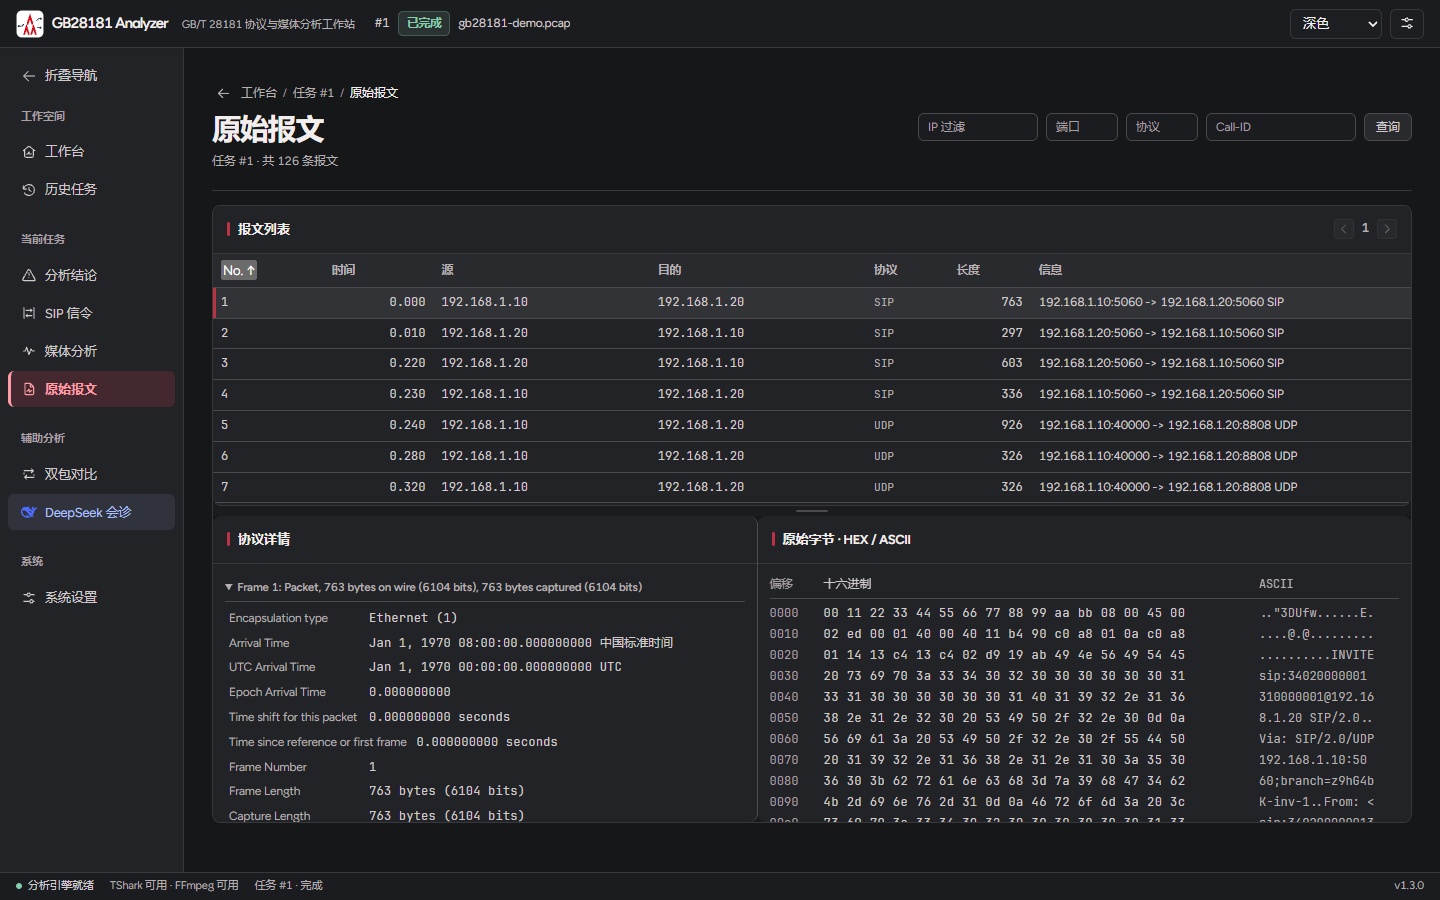 GB28181 Analyzer GB/T 28181 协议与媒体分析工作站 #1 已完成 gb28181-demo.pcap 深色
折叠导航
工作空间
工作台
历史任务
当前任务
分析结论
SIP 信令
媒体分析
原始报文
辅助分析
双包对比
DeepSeek 会诊
系统
系统设置
工作台 / 任务 #1 / 原始报文
原始报文
任务 #1 · 共 126 条报文
IP 过滤 端口 协议 Call-ID 查询
报文列表 1
No. ↑ 时间 源 目的 协议 长度 信息
1 0.000 192.168.1.10 192.168.1.20 SIP 763 192.168.1.10:5060 -> 192.168.1.20:5060 SIP
2 0.010 192.168.1.20 192.168.1.10 SIP 297 192.168.1.20:5060 -> 192.168.1.10:5060 SIP
3 0.220 192.168.1.20 192.168.1.10 SIP 603 192.168.1.20:5060 -> 192.168.1.10:5060 SIP
4 0.230 192.168.1.10 192.168.1.20 SIP 336 192.168.1.10:5060 -> 192.168.1.20:5060 SIP
5 0.240 192.168.1.10 192.168.1.20 UDP 926 192.168.1.10:40000 -> 192.168.1.20:8808 UDP
6 0.280 192.168.1.10 192.168.1.20 UDP 326 192.168.1.10:40000 -> 192.168.1.20:8808 UDP
7 0.320 192.168.1.10 192.168.1.20 UDP 326 192.168.1.10:40000 -> 192.168.1.20:8808 UDP
协议详情
Frame 1: Packet, 763 bytes on wire (6104 bits), 763 bytes captured (6104 bits)
Encapsulation type Ethernet (1)
Arrival Time Jan 1, 1970 08:00:00.000000000 中国标准时间
UTC Arrival Time Jan 1, 1970 00:00:00.000000000 UTC
Epoch Arrival Time 0.000000000
Time shift for this packet 0.000000000 seconds
Time since reference or first frame 0.000000000 seconds
Frame Number 1
Frame Length 763 bytes (6104 bits)
Capture Length 763 bytes (6104 bits)
原始字节 · HEX / ASCII
偏移 十六进制 ASCII
0000 00 11 22 33 44 55 66 77 88 99 aa bb 08 00 45 00 .."3DUfw......E.
0010 02 ed 00 01 40 00 40 11 b4 90 c0 a8 01 0a c0 a8 ....@.@.........
0020 01 14 13 c4 13 c4 02 d9 19 ab 49 4e 56 49 54 45 ..........INVITE
0030 20 73 69 70 3a 33 34 30 32 30 30 30 30 30 30 31 sip:34020000001
0040 33 31 30 30 30 30 30 30 31 40 31 39 32 2e 31 36 310000001@192.16
0050 38 2e 31 2e 32 30 20 53 49 50 2f 32 2e 30 0d 0a 8.1.20 SIP/2.0..
0060 56 69 61 3a 20 53 49 50 2f 32 2e 30 2f 55 44 50 Via: SIP/2.0/UDP
0070 20 31 39 32 2e 31 36 38 2e 31 2e 31 30 3a 35 30 192.168.1.10:50
0080 36 30 3b 62 72 61 6e 63 68 3d 7a 39 68 47 34 62 60;branch=z9hG4b
0090 4b 2d 69 6e 76 2d 31 0d 0a 46 72 6f 6d 3a 20 3c K-inv-1..From: <
分析引擎就绪 TShark 可用 · FFmpeg 可用 任务 #1 · 完成 v1.3.0